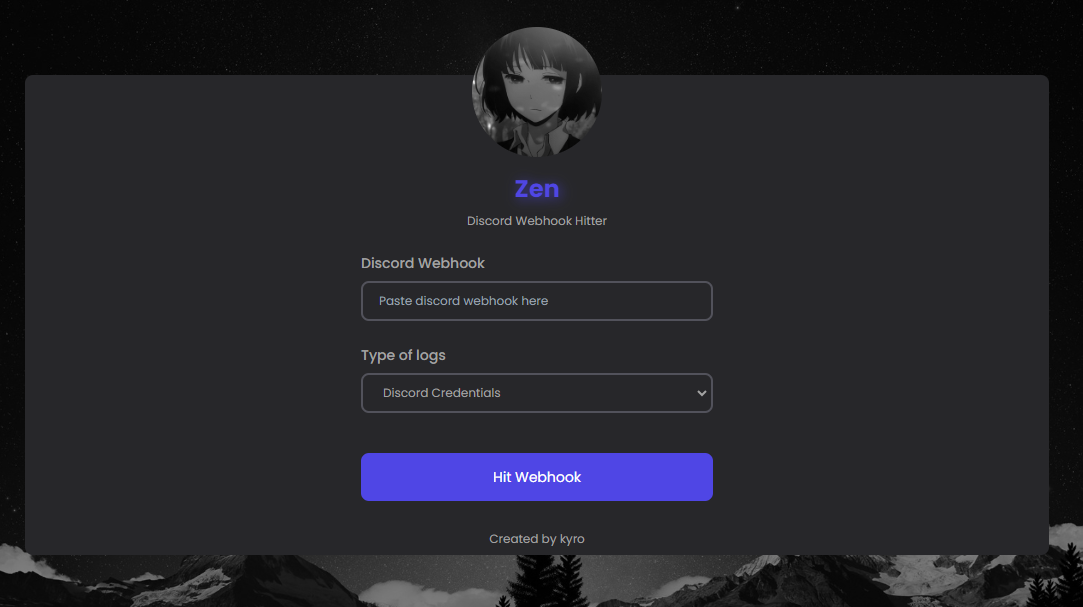 Zen
Discord Webhook Hitter
Discord Webhook
Paste discord webhook here
Type of logs
Discord Credentials
Hit Webhook
Created by kyro